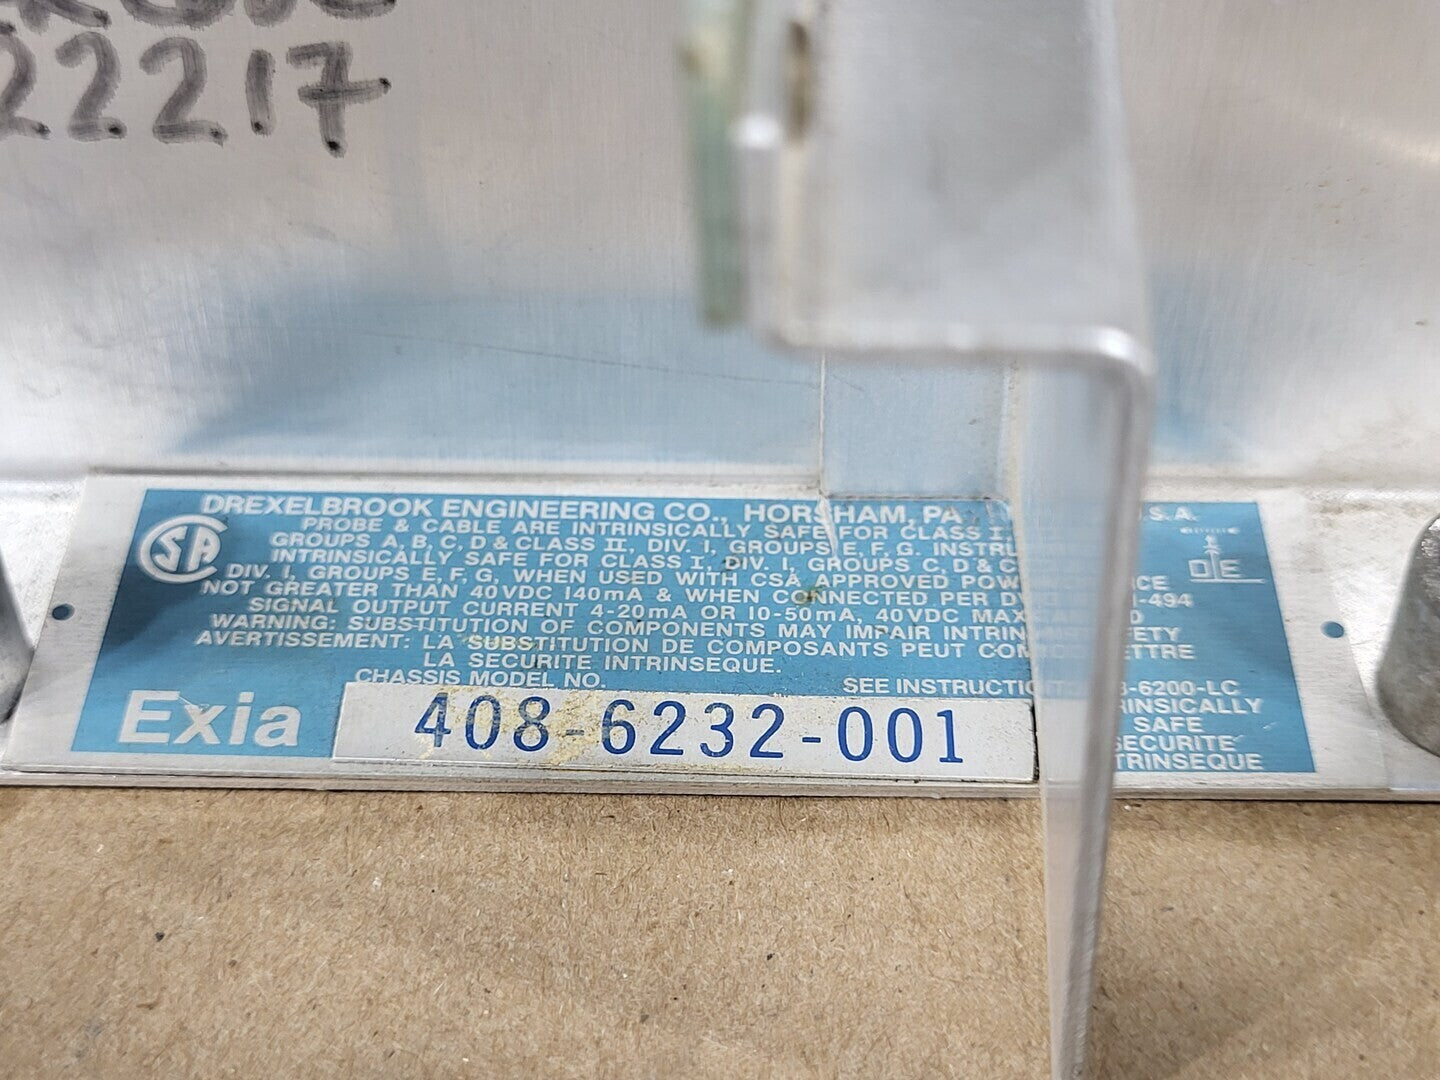 22217
DREXELBROOK ENGINEERING CO., HORSHAM, PA S.A.
PROBE & CABLE ARE INTRINSICALLY SAFE FOR CLASS I,
GROUPS A, B, C, D & CLASS II, DIV. I, GROUPS E, F, G.
INTRINSICALLY SAFE FOR CLASS I, DIV. I, GROUPS C, D &
DIV. I, GROUPS E, F, G, WHEN USED WITH CSA APPROVED
NOT GREATER THAN 40VDC 140mA & WHEN CONNECTED PER -494
SIGNAL OUTPUT CURRENT 4-20mA OR 10-50mA, 40VDC
WARNING: SUBSTITUTION OF COMPONENTS MAY IMPAIR
AVERTISSEMENT: LA SUBSTITUTION DE COMPOSANTS PEUT
LA SECURITE INTRINSEQUE.
CHASSIS MODEL NO. SEE -6200-LC
Exia 408-6232-001
SAFE